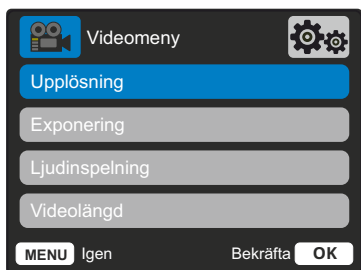 Videomeny
Upplösning
Exponering
Ljudinspelning
Videolängd
MENU Igen Bekräfta OK